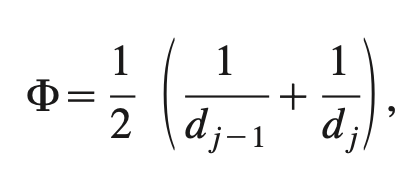 Φ = 1/2 (1/d_{j−1} + 1/d_j),